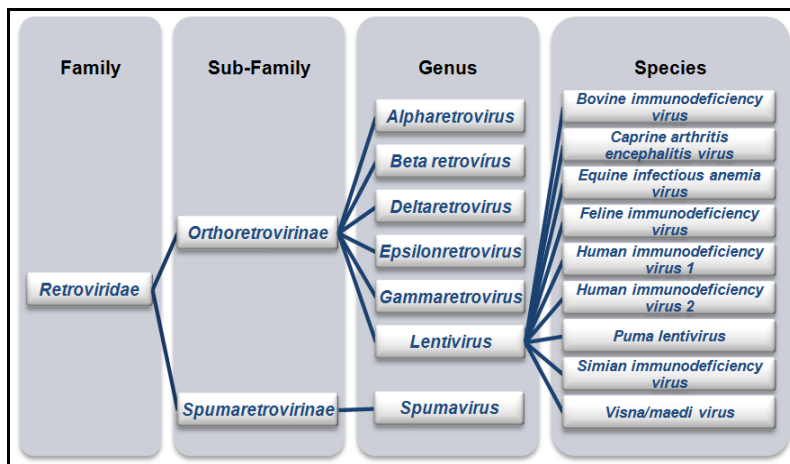 Family
Sub-Family
Genus
Species
Retroviridae
Orthoretrovirinae
Spumaretrovirinae
Alpharetrovirus
Beta retrovírus
Deltaretrovirus
Epsilonretrovirus
Gammaretrovirus
Lentivirus
Spumavirus
Bovine immunodeficiency
virus
Caprine arthritis
encephalitis virus
Equine infectious anemia
virus
Feline immunodeficiency
virus
Human immunodeficiency
virus 1
Human immunodeficiency
virus 2
Puma lentivirus
Simian immunodeficiency
virus
Visna/maedi virus